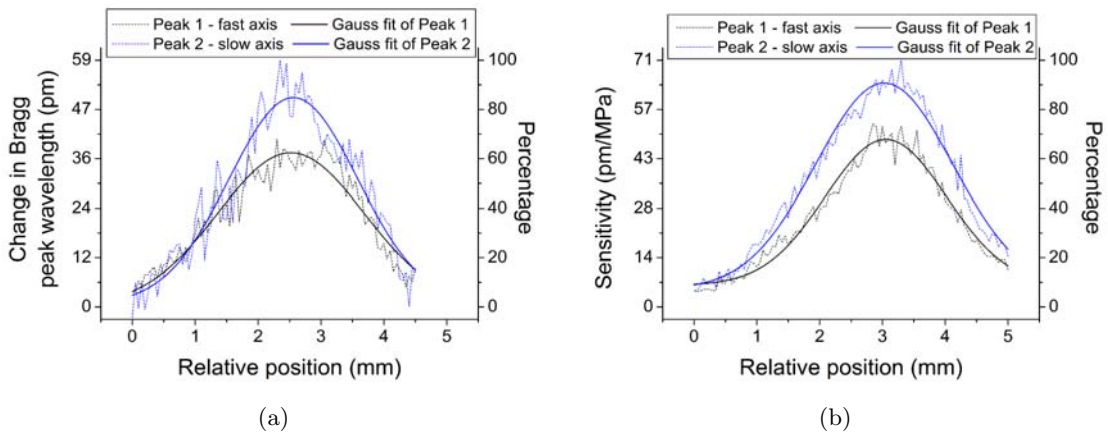 Peak 1 - fast axis Gauss fit of Peak 1
Peak 2 - slow axis Gauss fit of Peak 2
59
47
36
24
12
0
100
80
60
40
20
0
Change in Bragg
peak wavelength (pm)
Percentage
0 1 2 3 4 5
Relative position (mm)
(a)
Peak 1 - fast axis Gauss fit of Peak 1
Peak 2 - slow axis Gauss fit of Peak 2
71
57
43
28
14
0
100
80
60
40
20
0
Sensitivity (pm/MPa)
Percentage
0 1 2 3 4 5
Relative position (mm)
(b)